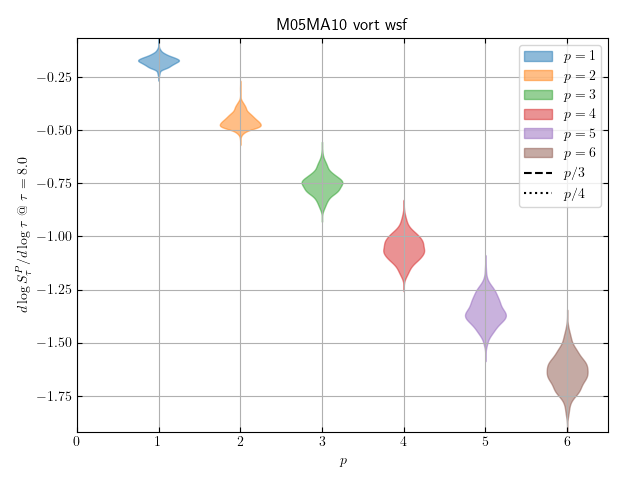 M05MA10 vort wsf
d log S_τ^P / d log τ @ τ = 8.0
−0.25
−0.50
−0.75
−1.00
−1.25
−1.50
−1.75
p = 1
p = 2
p = 3
p = 4
p = 5
p = 6
p/3
p/4
0 1 2 3 4 5 6
p